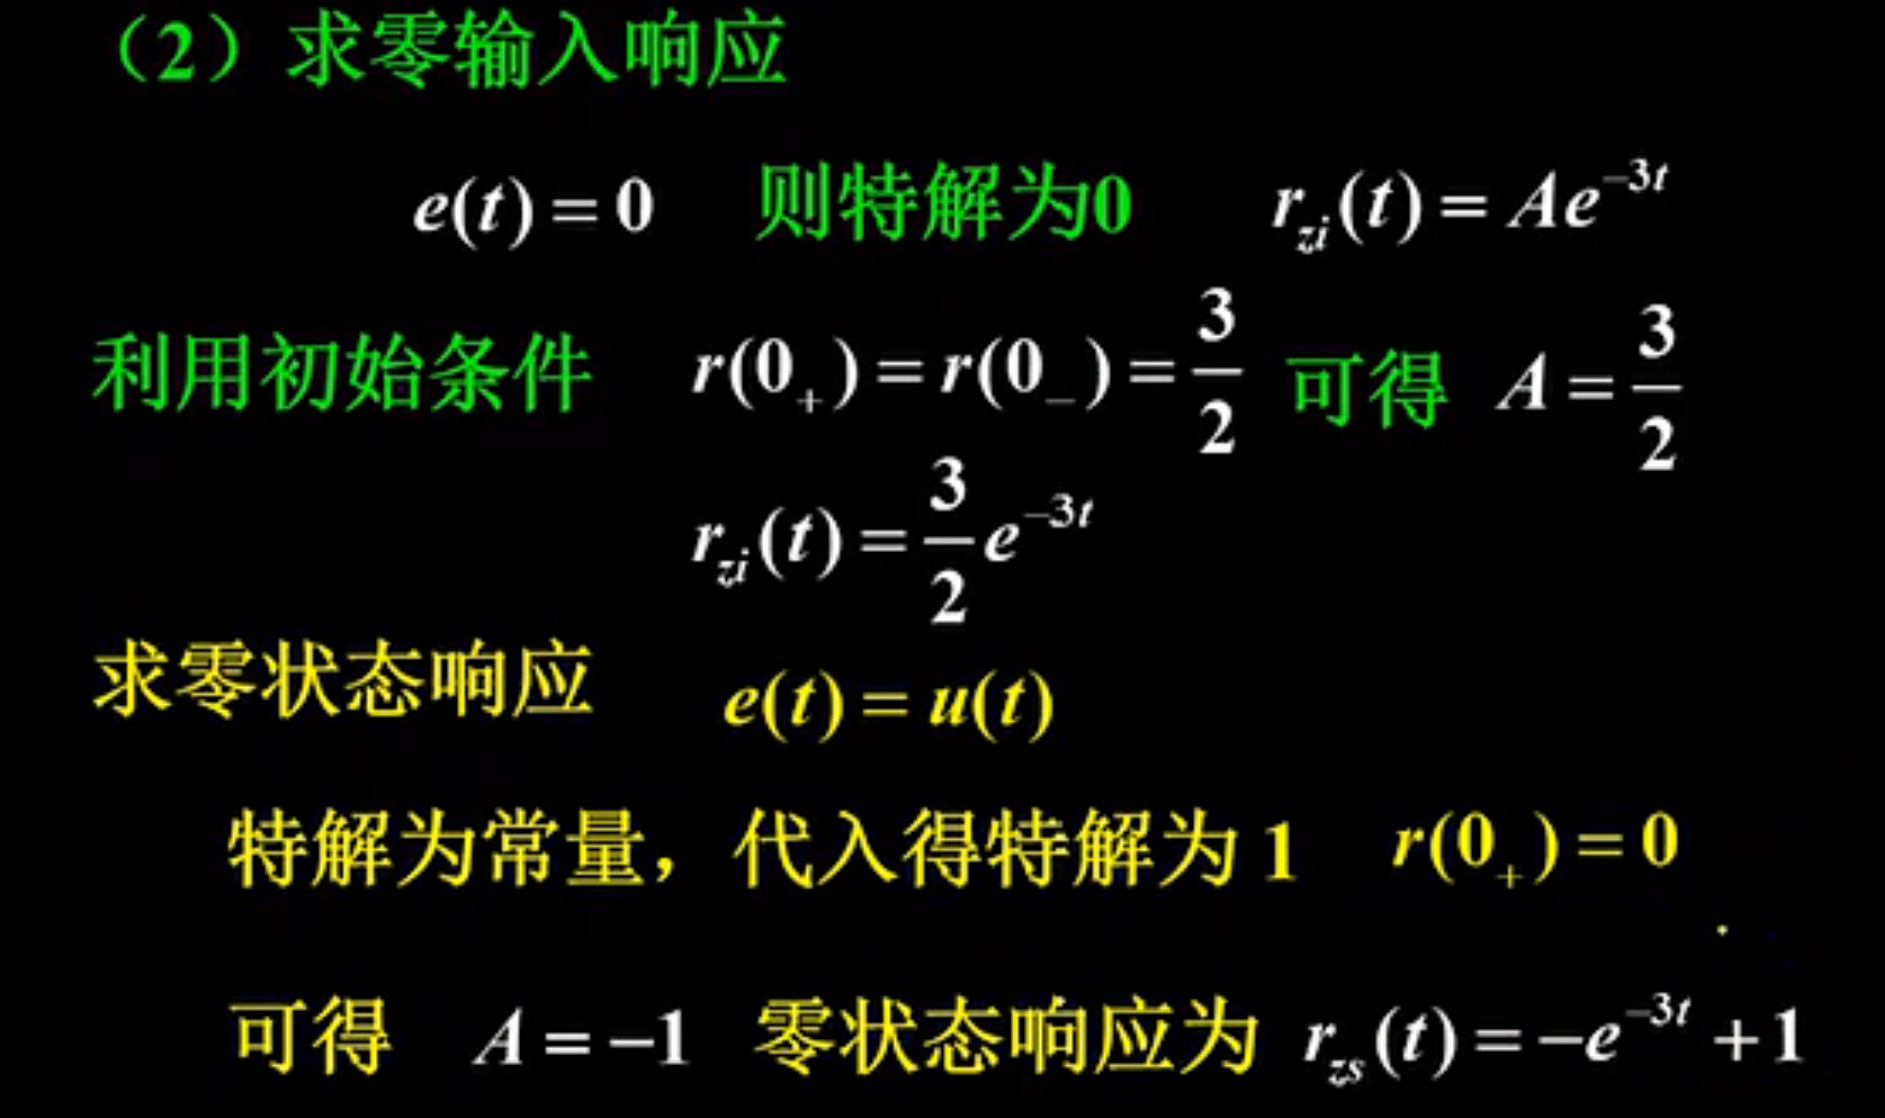 （2）求零输入响应
e(t) = 0 则特解为0 r_{zi}(t) = Ae^{-3t}
利用初始条件 r(0_+) = r(0_-) = \frac{3}{2} 可得 A = \frac{3}{2}
r_{zi}(t) = \frac{3}{2}e^{-3t}
求零状态响应 e(t) = u(t)
特解为常量，代入得特解为 1 r(0_+) = 0
可得 A = -1 零状态响应为 r_{zs}(t) = -e^{-3t} + 1